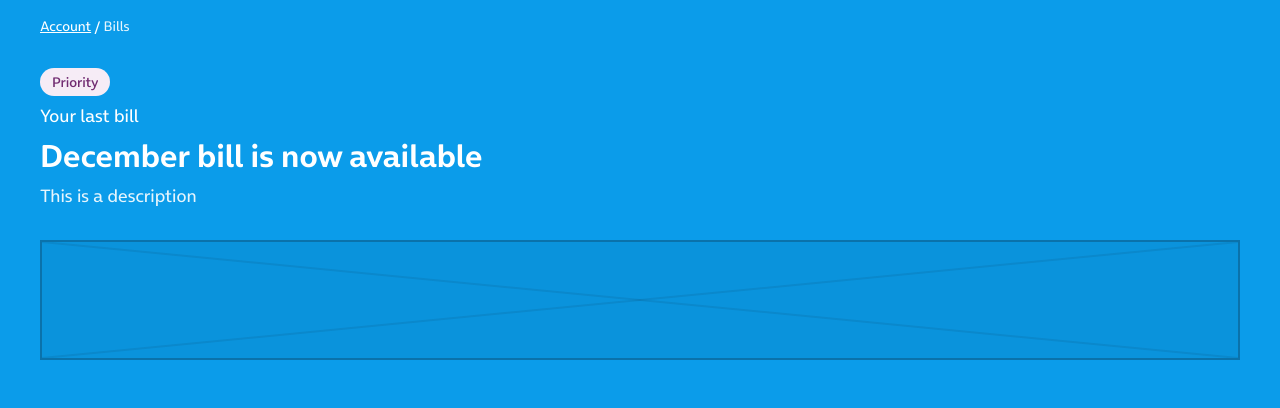 Account / Bills
Priority
Your last bill
December bill is now available
This is a description